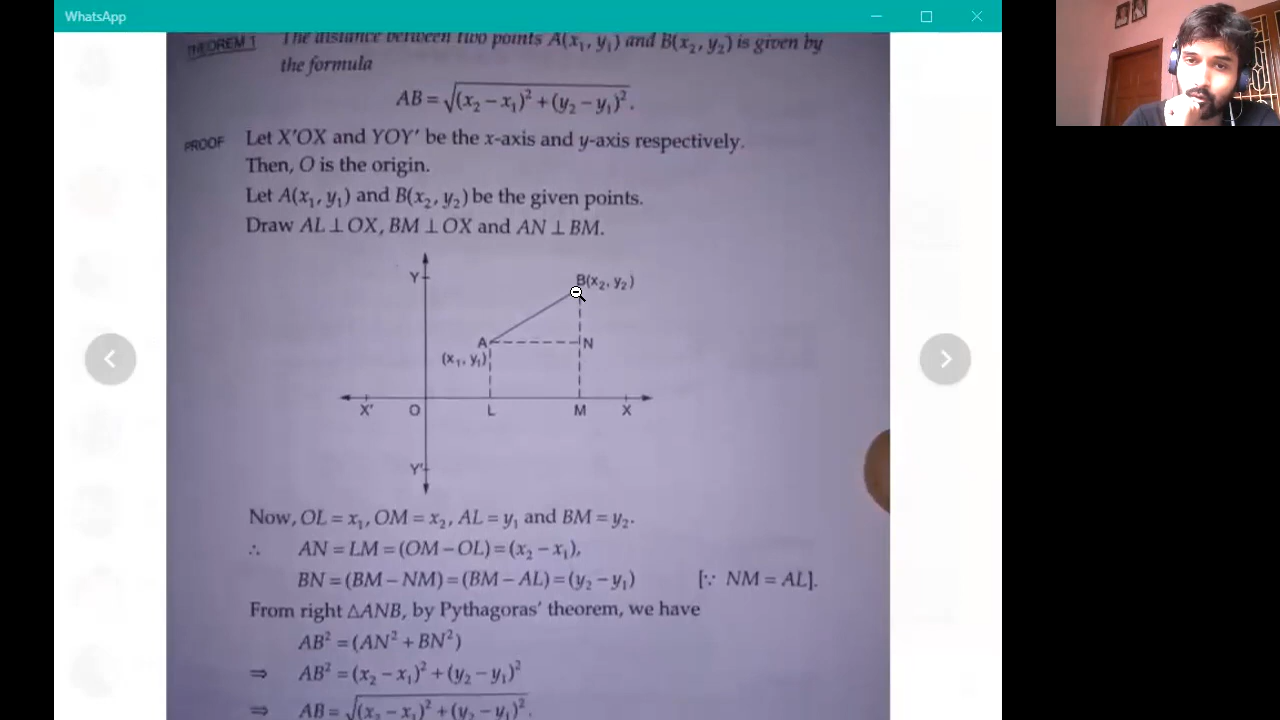 WhatsApp
THEOREM 1 The distance between two points A(x₁, y₁) and B(x₂, y₂) is given by
the formula
AB = √(x₂ − x₁)² + (y₂ − y₁)².
PROOF Let X'OX and YOY' be the x-axis and y-axis respectively.
Then, O is the origin.
Let A(x₁, y₁) and B(x₂, y₂) be the given points.
Draw AL ⊥ OX, BM ⊥ OX and AN ⊥ BM.
Y
B(x₂, y₂)
A
N
(x₁, y₁)
X' O L M X
Y'
Now, OL = x₁, OM = x₂, AL = y₁ and BM = y₂.
∴ AN = LM = (OM − OL) = (x₂ − x₁),
BN = (BM − NM) = (BM − AL) = (y₂ − y₁) [∵ NM = AL].
From right △ANB, by Pythagoras' theorem, we have
AB² = (AN² + BN²)
⇒ AB² = (x₂ − x₁)² + (y₂ − y₁)²
⇒ AB = √(x₂ − x₁)² + (y₂ − y₁)².